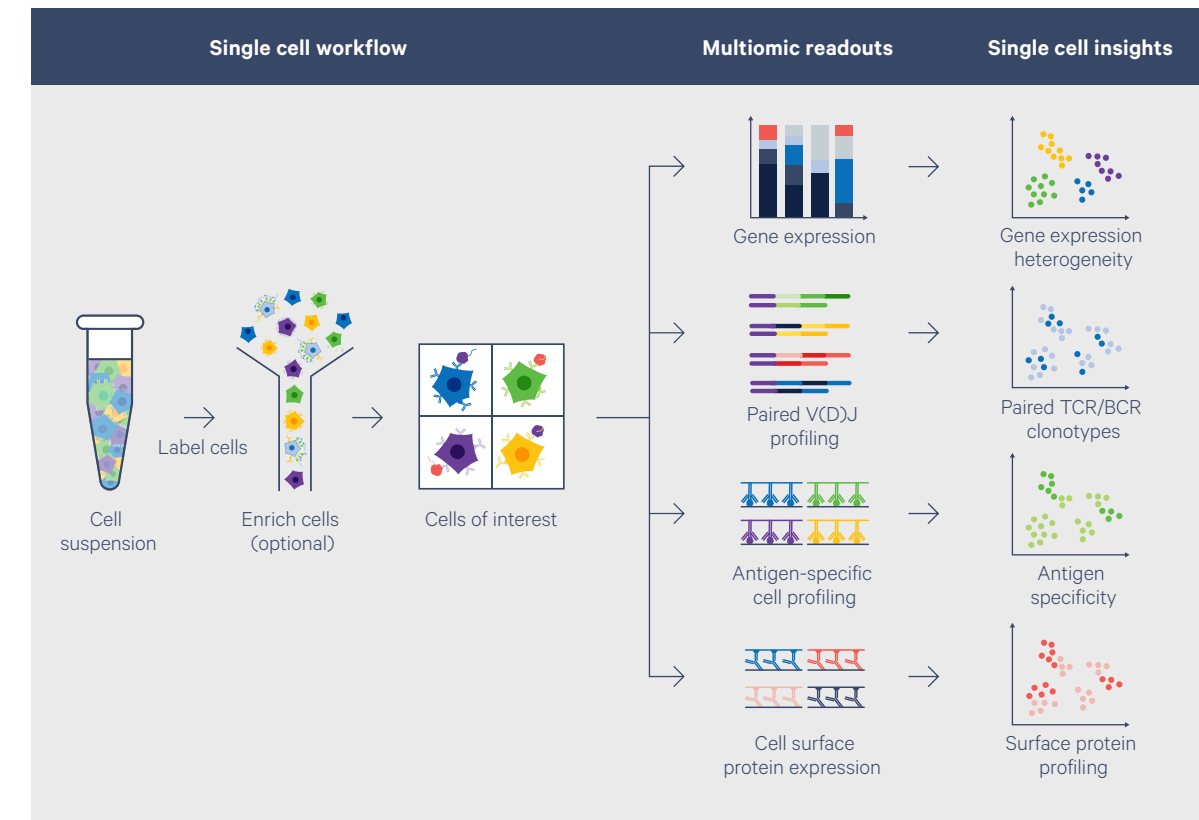 Single cell workflow
Multiomic readouts
Single cell insights
Label cells
Cell
suspension
Enrich cells
(optional)
Cells of interest
Gene expression
Gene expression
heterogeneity
Paired V(D)J
profiling
Paired TCR/BCR
clonotypes
Antigen-specific
cell profiling
Antigen
specificity
Cell surface
protein expression
Surface protein
profiling